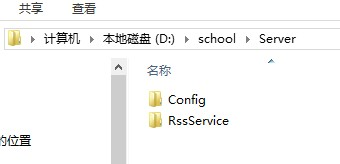 共享 查看
计算机 本地磁盘 (D:) school Server
名称
Config
RssService
的位置